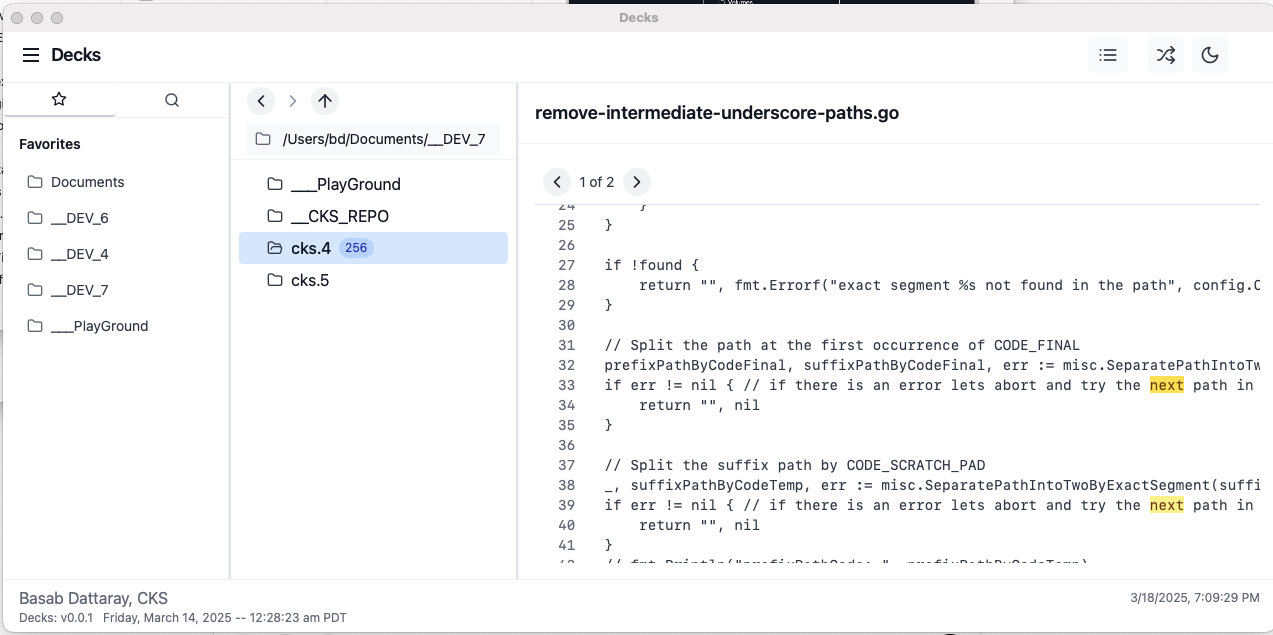 Decks
Decks
Favorites
Documents
__DEV_6
__DEV_4
__DEV_7
___PlayGround
/Users/bd/Documents/__DEV_7
___PlayGround
__CKS_REPO
cks.4 256
cks.5
remove-intermediate-underscore-paths.go
1 of 2
24 }
25 }
26
27 if !found {
28 return "", fmt.Errorf("exact segment %s not found in the path", config.C
29 }
30
31 // Split the path at the first occurrence of CODE_FINAL
32 prefixPathByCodeFinal, suffixPathByCodeFinal, err := misc.SeparatePathIntoTw
33 if err != nil { // if there is an error lets abort and try the next path in
34 return "", nil
35 }
36
37 // Split the suffix path by CODE_SCRATCH_PAD
38 _, suffixPathByCodeTemp, err := misc.SeparatePathIntoTwoByExactSegment(suffi
39 if err != nil { // if there is an error lets abort and try the next path in
40 return "", nil
41 }
42 // fmt.Println("prefixPathCode: ", prefixPathByCodeTemp)
Basab Dattaray, CKS
Decks: v0.0.1 Friday, March 14, 2025 -- 12:28:23 am PDT
3/18/2025, 7:09:29 PM